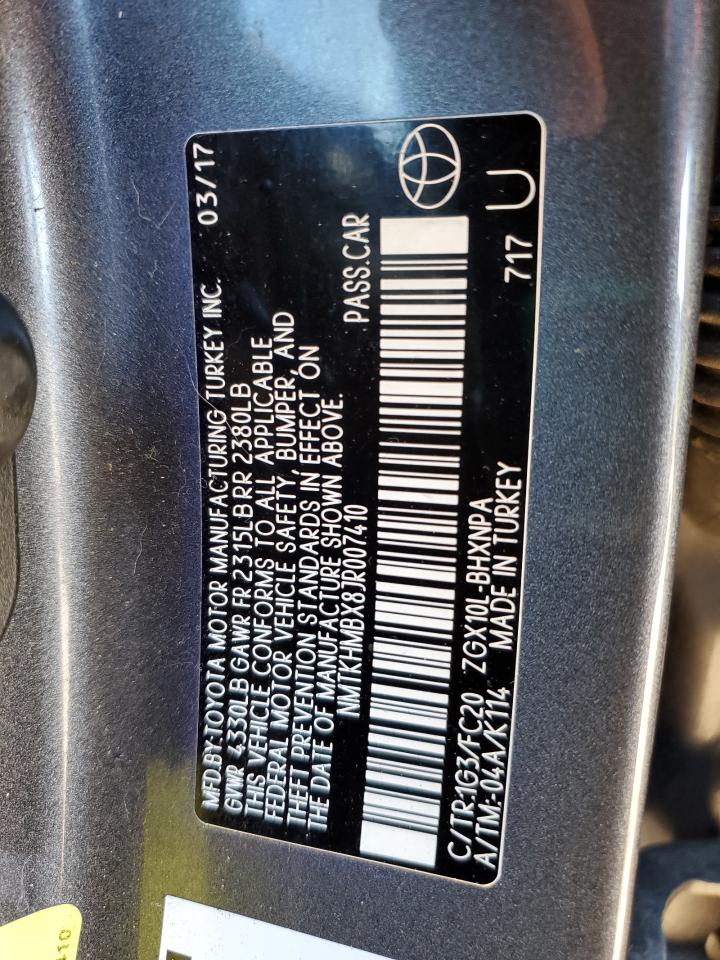 MFD.BY:TOYOTA MOTOR MANUFACTURING TURKEY INC. 03/17
GVWR 4330LB GAWR FR 2315LB RR 2380LB
THIS VEHICLE CONFORMS TO ALL APPLICABLE
FEDERAL MOTOR VEHICLE SAFETY, BUMPER, AND
THEFT PREVENTION STANDARDS IN EFFECT ON
THE DATE OF MANUFACTURE SHOWN ABOVE.
NMTKHMBX8JR007410 PASS.CAR
C/TR:1G3/FC20 ZGX10L-BHXNPA
A/TM:-04A/K114 MADE IN TURKEY 717 U
410